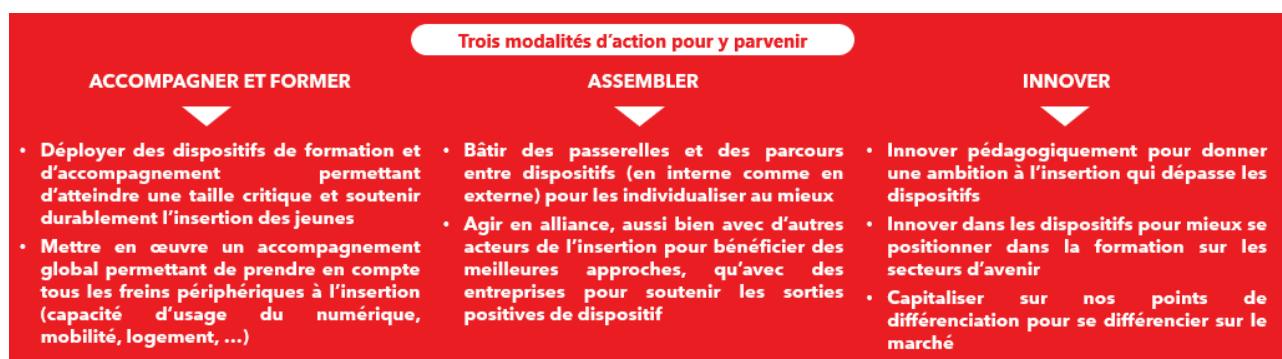 Trois modalités d'action pour y parvenir
ACCOMPAGNER ET FORMER
• Déployer des dispositifs de formation et
d'accompagnement permettant
d'atteindre une taille critique et soutenir
durablement l'insertion des jeunes
• Mettre en œuvre un accompagnement
global permettant de prendre en compte
tous les freins périphériques à l'insertion
(capacité d'usage du numérique,
mobilité, logement, ...)
ASSEMBLER
• Bâtir des passerelles et des parcours
entre dispositifs (en interne comme en
externe) pour les individualiser au mieux
• Agir en alliance, aussi bien avec d'autres
acteurs de l'insertion pour bénéficier des
meilleures approches, qu'avec des
entreprises pour soutenir les sorties
positives de dispositif
INNOVER
• Innover pédagogiquement pour donner
une ambition à l'insertion qui dépasse les
dispositifs
• Innover dans les dispositifs pour mieux se
positionner dans la formation sur les
secteurs d'avenir
• Capitaliser sur nos points de
différenciation pour se différencier sur le
marché